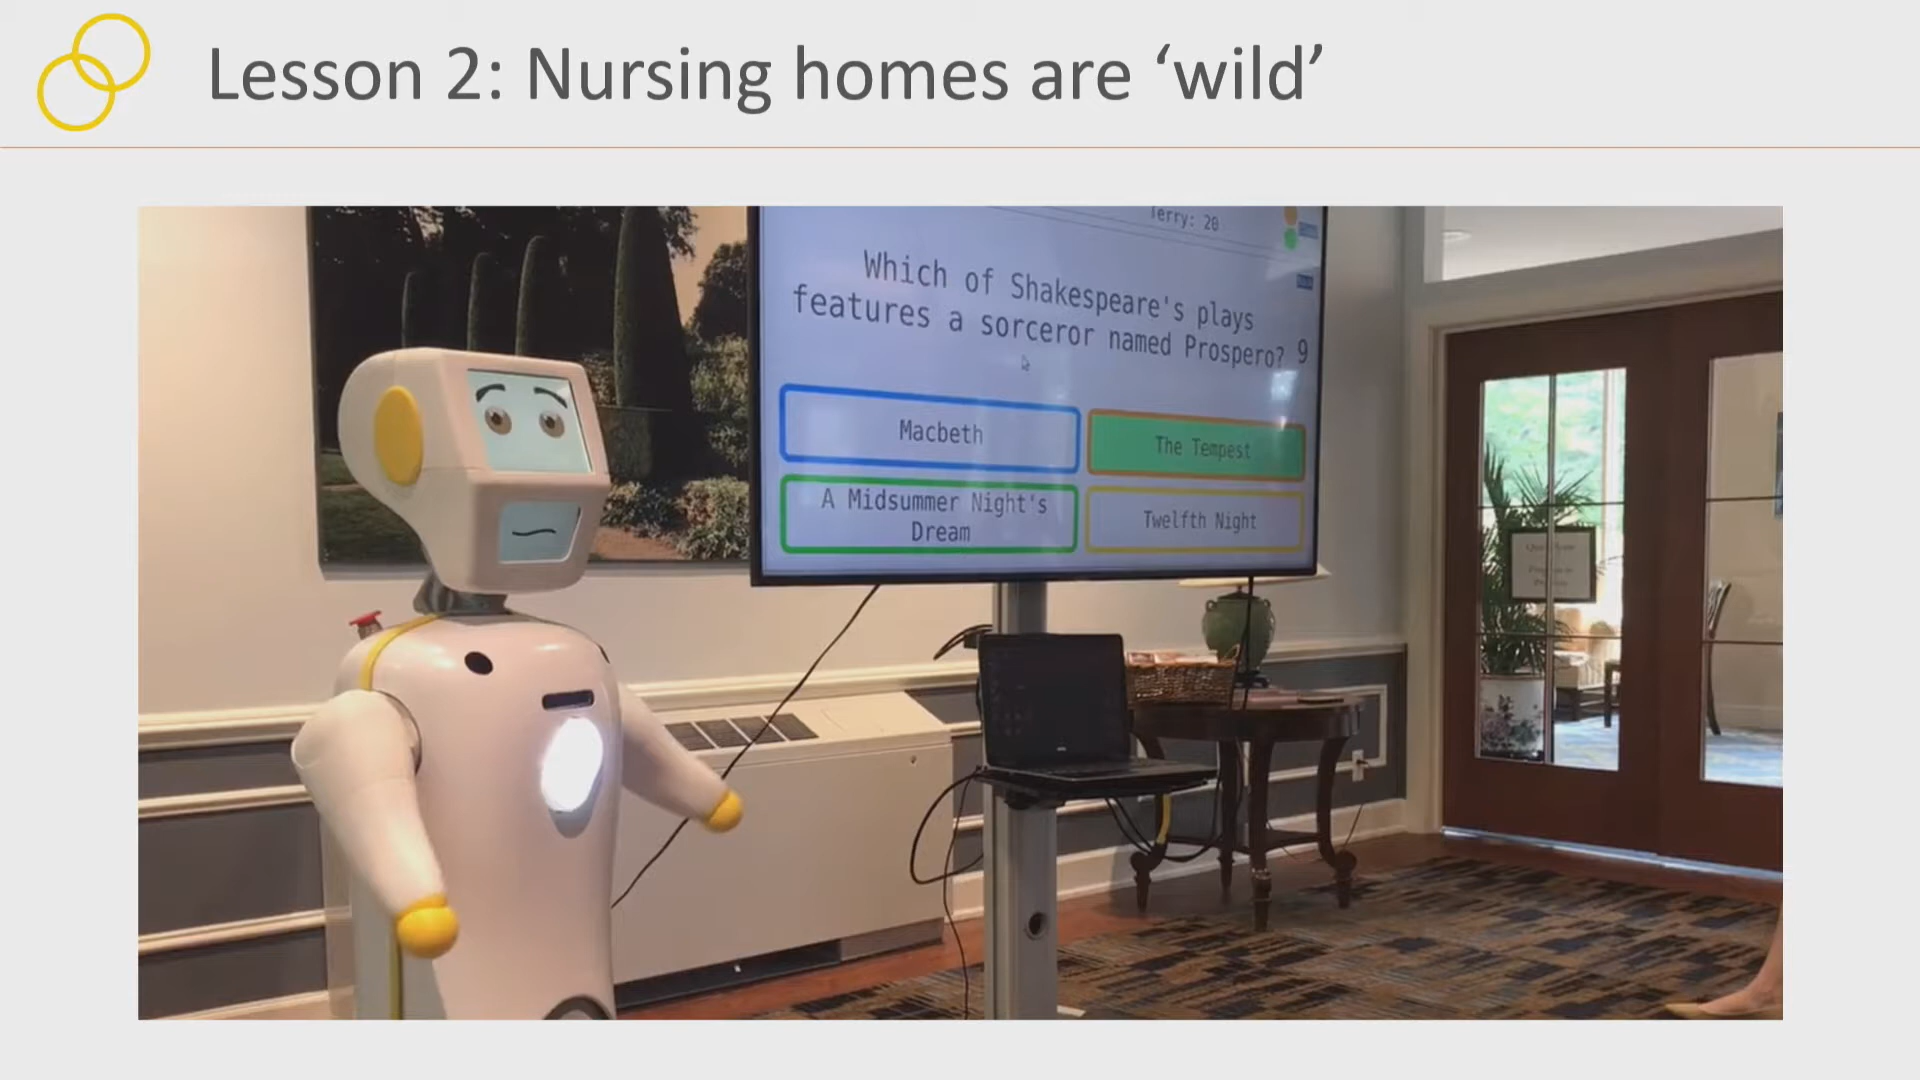 Lesson 2: Nursing homes are ‘wild’
Terry: 20
Which of Shakespeare's plays
features a sorceror named Prospero? 9
Macbeth
The Tempest
A Midsummer Night's
Dream
Twelfth Night